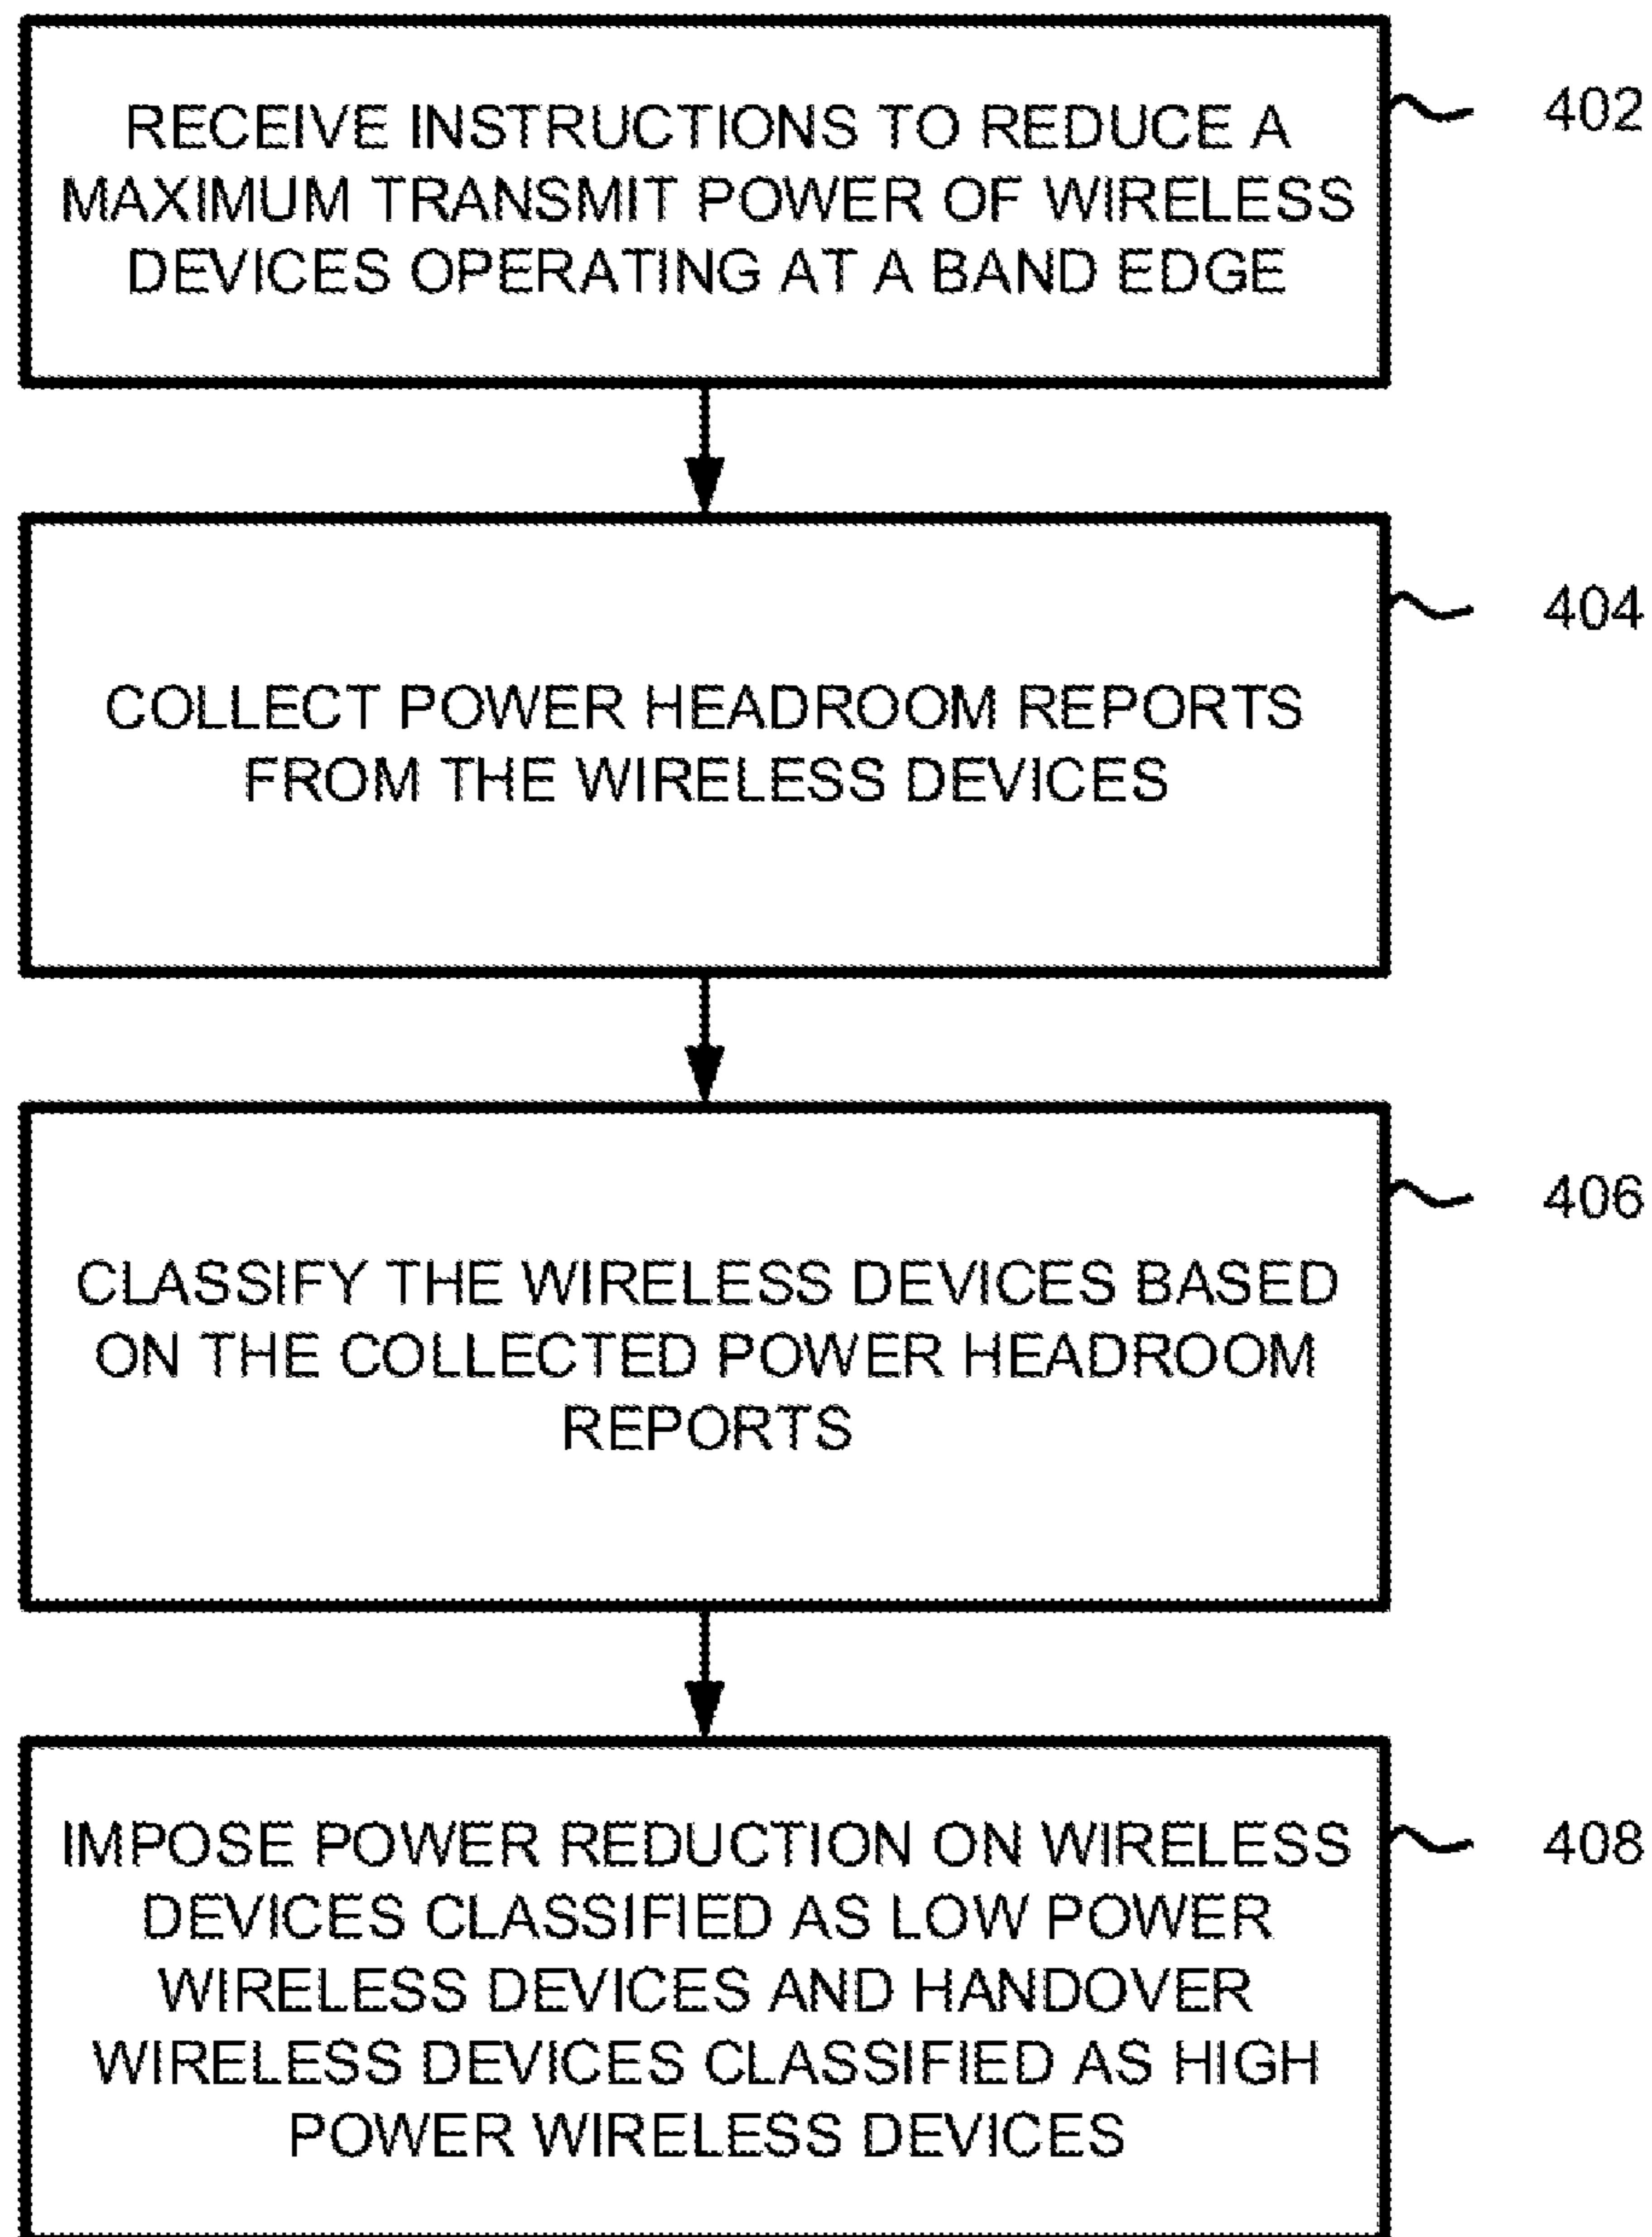 RECEIVE INSTRUCTIONS TO REDUCE A
MAXIMUM TRANSMIT POWER OF WIRELESS
DEVICES OPERATING AT A BAND EDGE
402
COLLECT POWER HEADROOM REPORTS
FROM THE WIRELESS DEVICES
404
CLASSIFY THE WIRELESS DEVICES BASED
ON THE COLLECTED POWER HEADROOM
REPORTS
406
IMPOSE POWER REDUCTION ON WIRELESS
DEVICES CLASSIFIED AS LOW POWER
WIRELESS DEVICES AND HANDOVER
WIRELESS DEVICES CLASSIFIED AS HIGH
POWER WIRELESS DEVICES
408